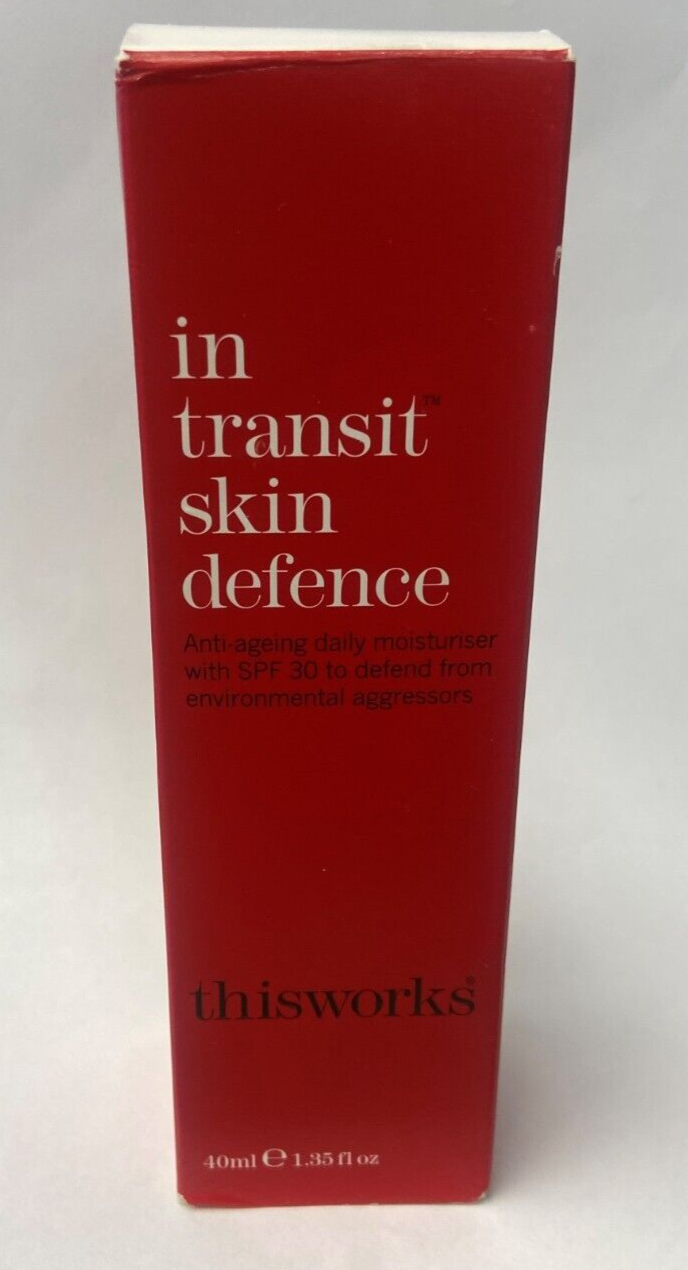 in
transit™
skin
defence
Anti-ageing daily moisturiser
with SPF 30 to defend from
environmental aggressors
thisworks®
40ml ℮ 1.35 fl oz